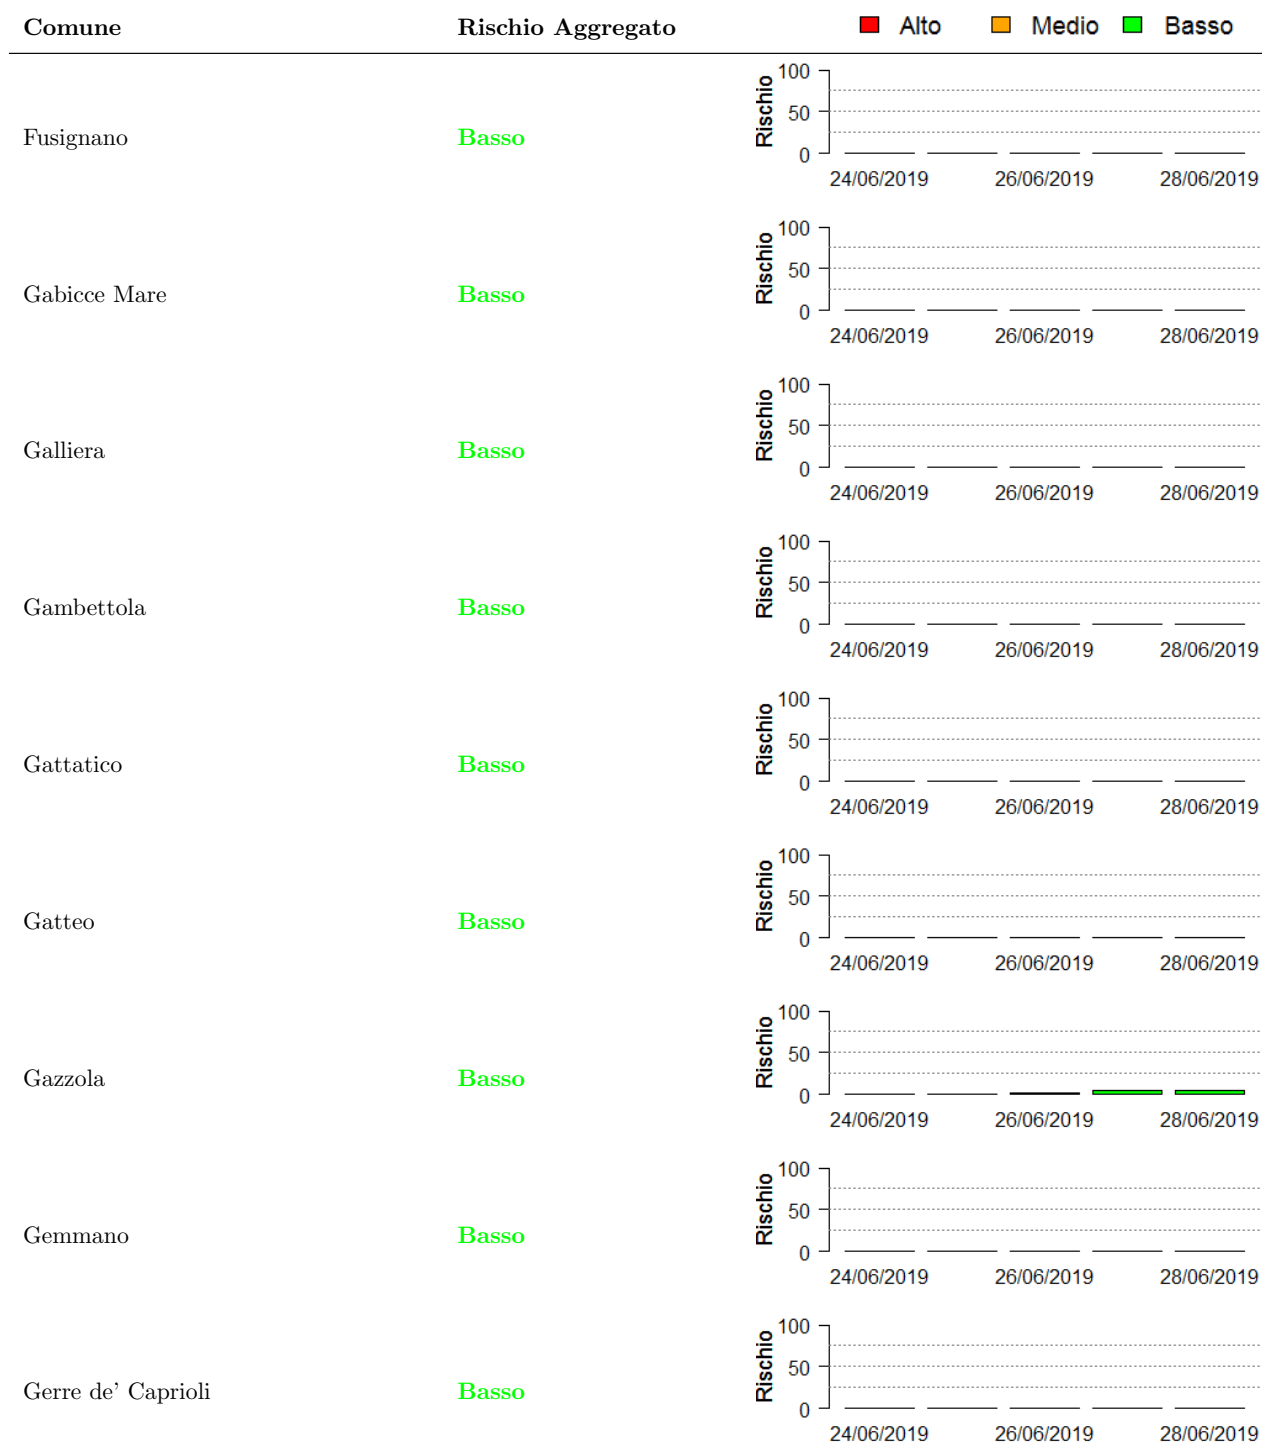 Comune Rischio Aggregato Alto Medio Basso
100
50
0
Rischio
Fusignano Basso
24/06/2019 26/06/2019 28/06/2019
100
50
0
Rischio
Gabicce Mare Basso
24/06/2019 26/06/2019 28/06/2019
100
50
0
Rischio
Galliera Basso
24/06/2019 26/06/2019 28/06/2019
100
50
0
Rischio
Gambettola Basso
24/06/2019 26/06/2019 28/06/2019
100
50
0
Rischio
Gattatico Basso
24/06/2019 26/06/2019 28/06/2019
100
50
0
Rischio
Gatteo Basso
24/06/2019 26/06/2019 28/06/2019
100
50
0
Rischio
Gazzola Basso
24/06/2019 26/06/2019 28/06/2019
100
50
0
Rischio
Gemmano Basso
24/06/2019 26/06/2019 28/06/2019
100
50
0
Rischio
Gerre de' Caprioli Basso
24/06/2019 26/06/2019 28/06/2019